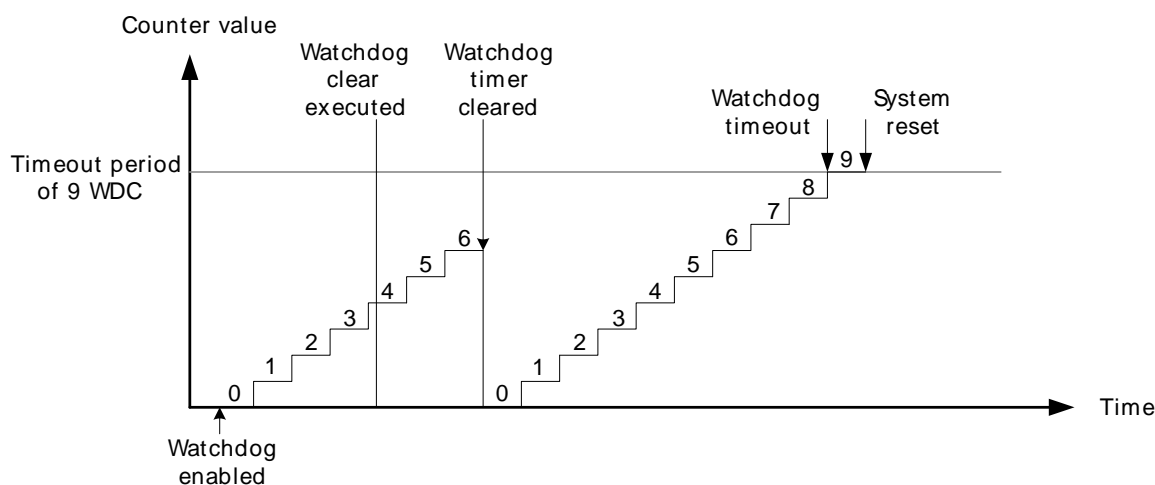 Counter value
Watchdog
clear
executed
Watchdog
timer
cleared
Watchdog
timeout
System
reset
Timeout period
of 9 WDC
9
8
7
6
6
5
5
4
4
3
3
2
2
1
1
0
0
Time
Watchdog
enabled